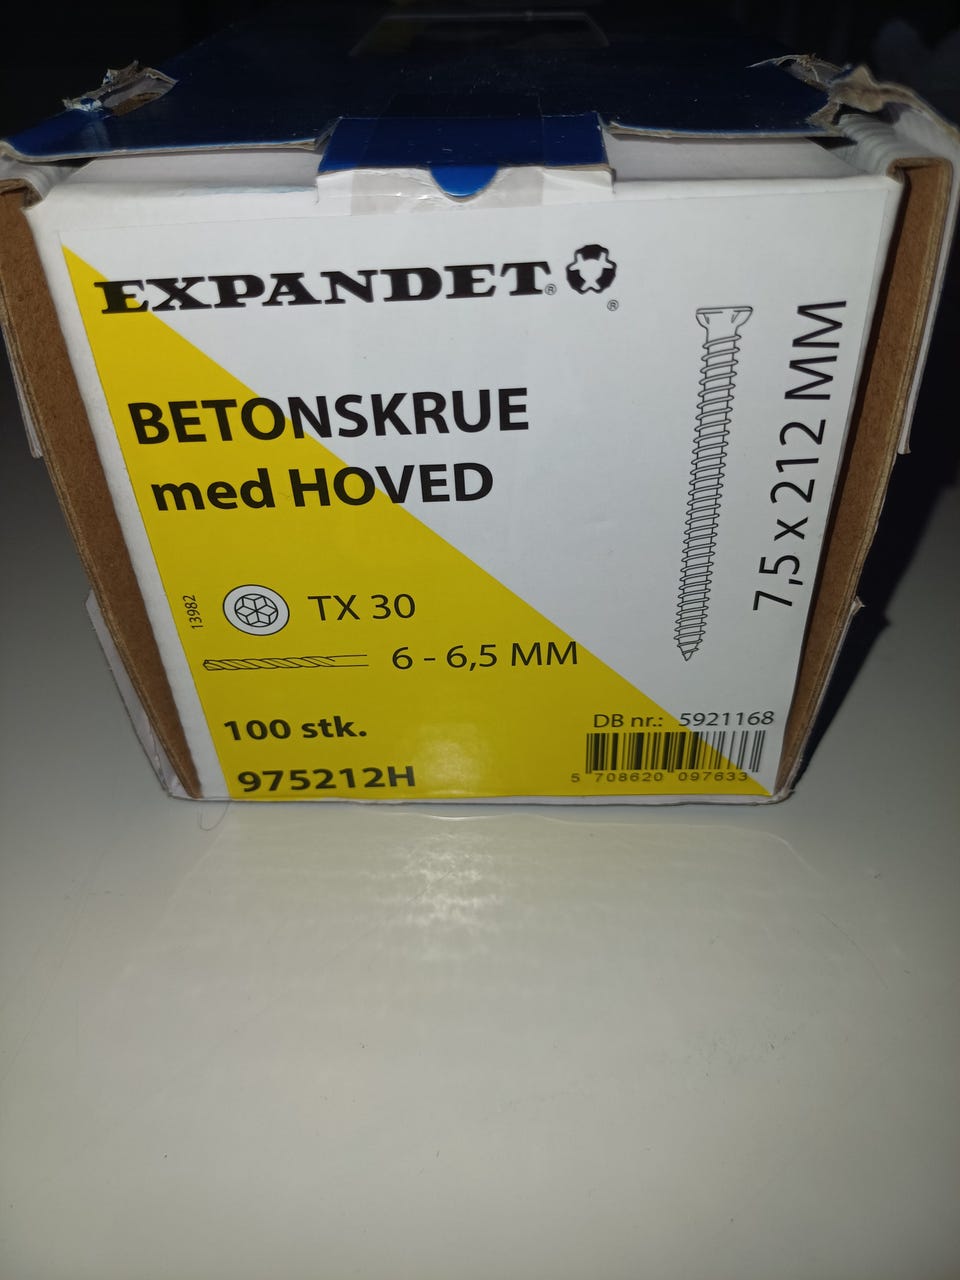 EXPANDET®
®
BETONSKRUE
med HOVED
7,5 x 212 MM
13982
TX 30
6 - 6,5 MM
100 stk.
975212H
DB nr.: 5921168
5 708620 097633